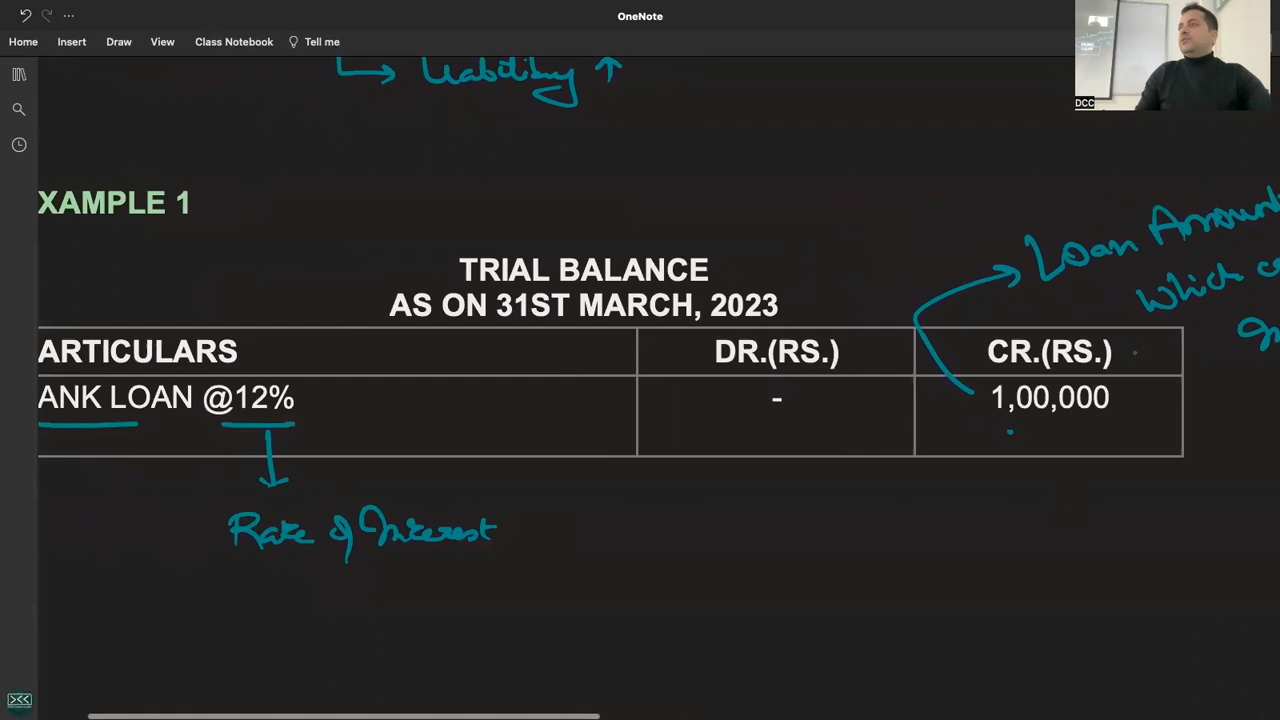 OneNote
Home Insert Draw View Class Notebook Tell me
DCC
Liability ↑
XAMPLE 1
Loan Amount
Which
TRIAL BALANCE
AS ON 31ST MARCH, 2023
ARTICULARS DR.(RS.) CR.(RS.)
ANK LOAN @12% - 1,00,000
Rate of Interest